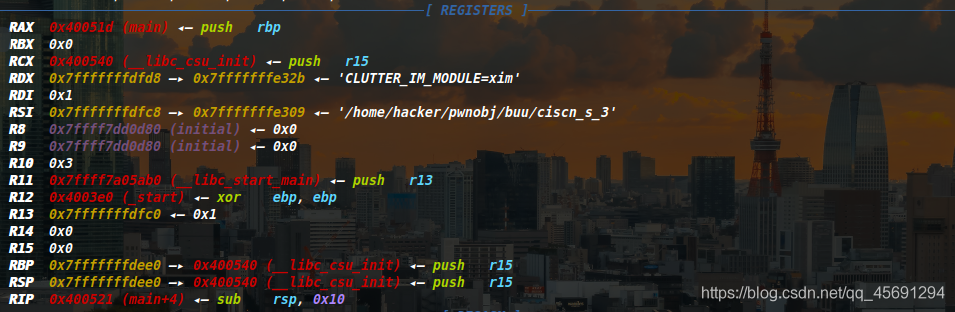 [ REGISTERS ]
RAX 0x40051d (main) ◂— push rbp
RBX 0x0
RCX 0x400540 (__libc_csu_init) ◂— push r15
RDX 0x7fffffffdfd8 —▸ 0x7fffffffe32b ◂— 'CLUTTER_IM_MODULE=xim'
RDI 0x1
RSI 0x7fffffffdfc8 —▸ 0x7fffffffe309 ◂— '/home/hacker/pwnobj/buu/ciscn_s_3'
R8 0x7ffff7dd0d80 (initial) ◂— 0x0
R9 0x7ffff7dd0d80 (initial) ◂— 0x0
R10 0x3
R11 0x7ffff7a05ab0 (__libc_start_main) ◂— push r13
R12 0x4003e0 (_start) ◂— xor ebp, ebp
R13 0x7fffffffdfc0 ◂— 0x1
R14 0x0
R15 0x0
RBP 0x7fffffffdee0 —▸ 0x400540 (__libc_csu_init) ◂— push r15
RSP 0x7fffffffdee0 —▸ 0x400540 (__libc_csu_init) ◂— push r15
RIP 0x400521 (main+4) ◂— sub rsp, 0x10
https://blog.csdn.net/qq_45691294